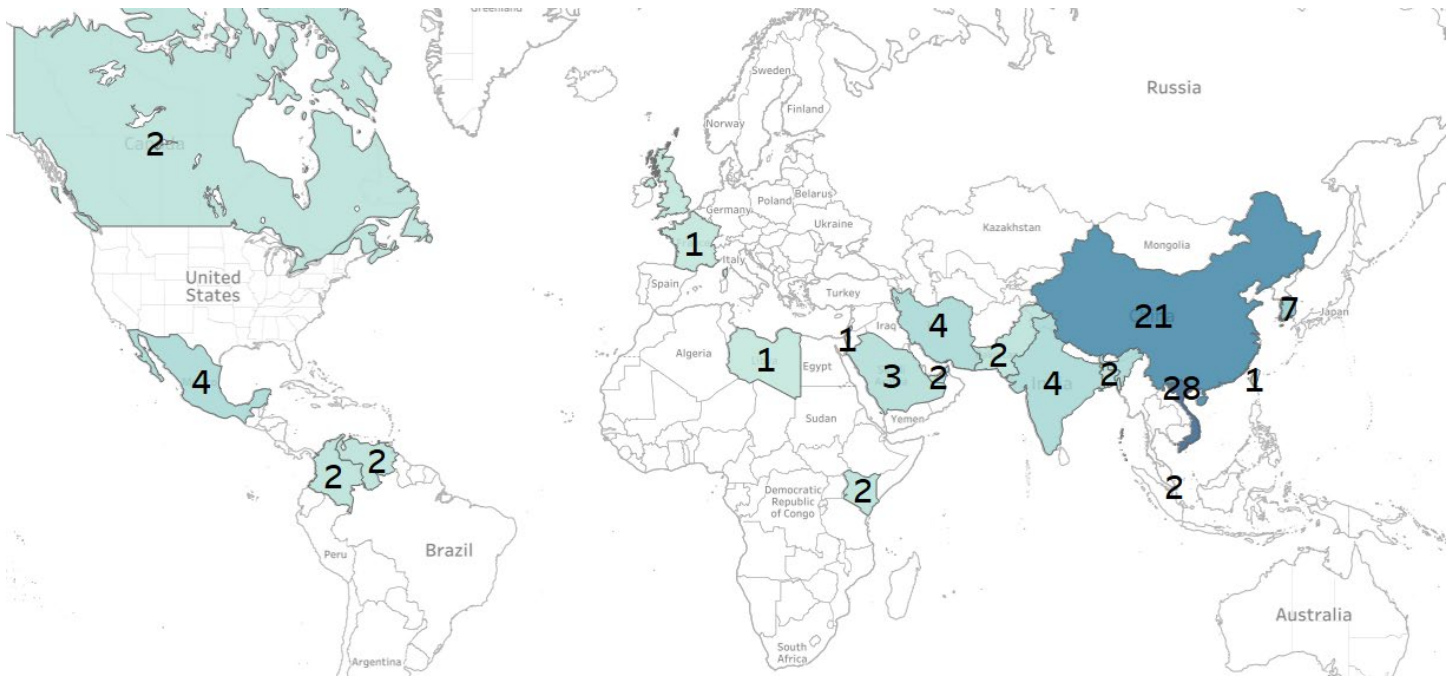 Greenland
Sweden
Russia
Finland
Norway
Canada
2
Belarus
Germany
Poland
Ukraine
Kazakhstan
Mongolia
1
Italy
United
States
Spain
Turkey
21
7
Japan
Iraq
4
Algeria
1
Egypt
1
3
2
2
India
4
2
28
1
4
Sudan
Yemen
2
2
2
2
Democratic
Republic
of Congo
Peru
Brazil
Australia
South
Africa
Argentina